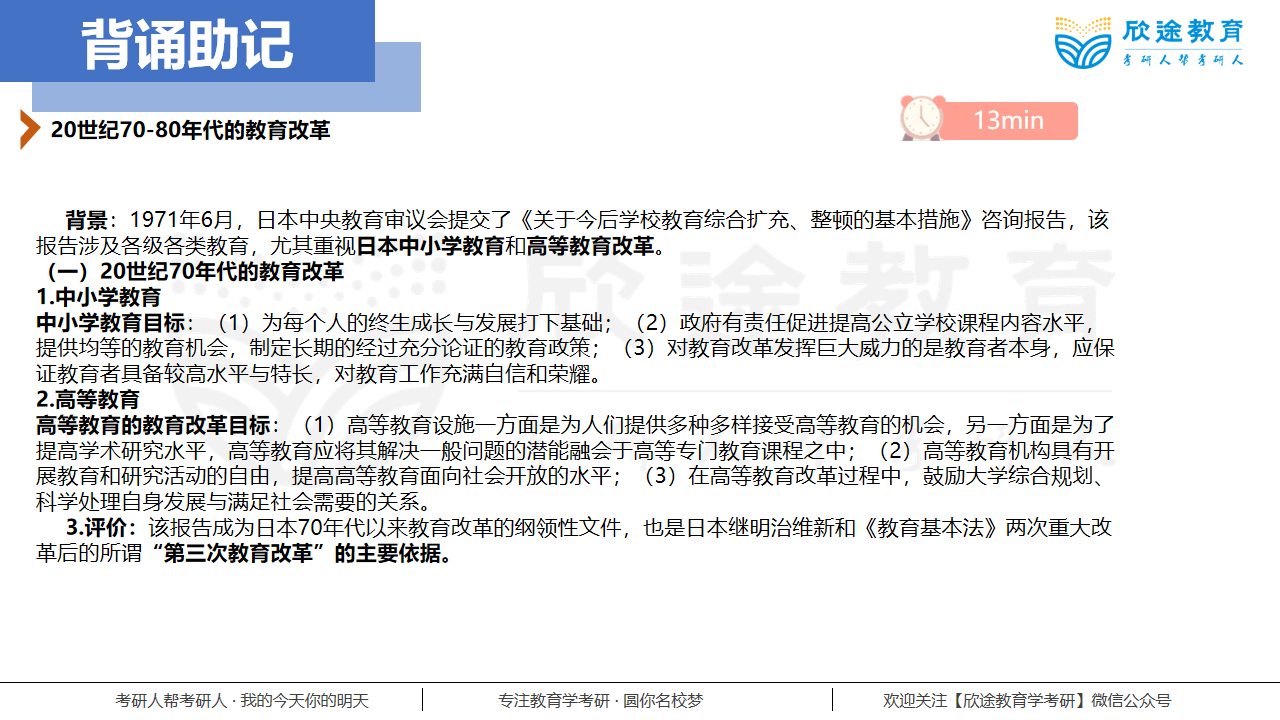 背诵助记
欣途教育
考研人帮考研人
20世纪70-80年代的教育改革
13min
背景：1971年6月，日本中央教育审议会提交了《关于今后学校教育综合扩充、整顿的基本措施》咨询报告，该
报告涉及各级各类教育，尤其重视日本中小学教育和高等教育改革。
（一）20世纪70年代的教育改革
1.中小学教育
中小学教育目标：（1）为每个人的终生成长与发展打下基础；（2）政府有责任促进提高公立学校课程内容水平，
提供均等的教育机会，制定长期的经过充分论证的教育政策；（3）对教育改革发挥巨大威力的是教育者本身，应保
证教育者具备较高水平与特长，对教育工作充满自信和荣耀。
2.高等教育
高等教育的教育改革目标：（1）高等教育设施一方面是为人们提供多种多样接受高等教育的机会，另一方面是为了
提高学术研究水平，高等教育应将其解决一般问题的潜能融会于高等专门教育课程之中；（2）高等教育机构具有开
展教育和研究活动的自由，提高高等教育面向社会开放的水平；（3）在高等教育改革过程中，鼓励大学综合规划、
科学处理自身发展与满足社会需要的关系。
3.评价：该报告成为日本70年代以来教育改革的纲领性文件，也是日本继明治维新和《教育基本法》两次重大改
革后的所谓“第三次教育改革”的主要依据。
欣途教育
考研人帮考研人·我的今天你的明天
专注教育学考研·圆你名校梦
欢迎关注【欣途教育学考研】微信公众号